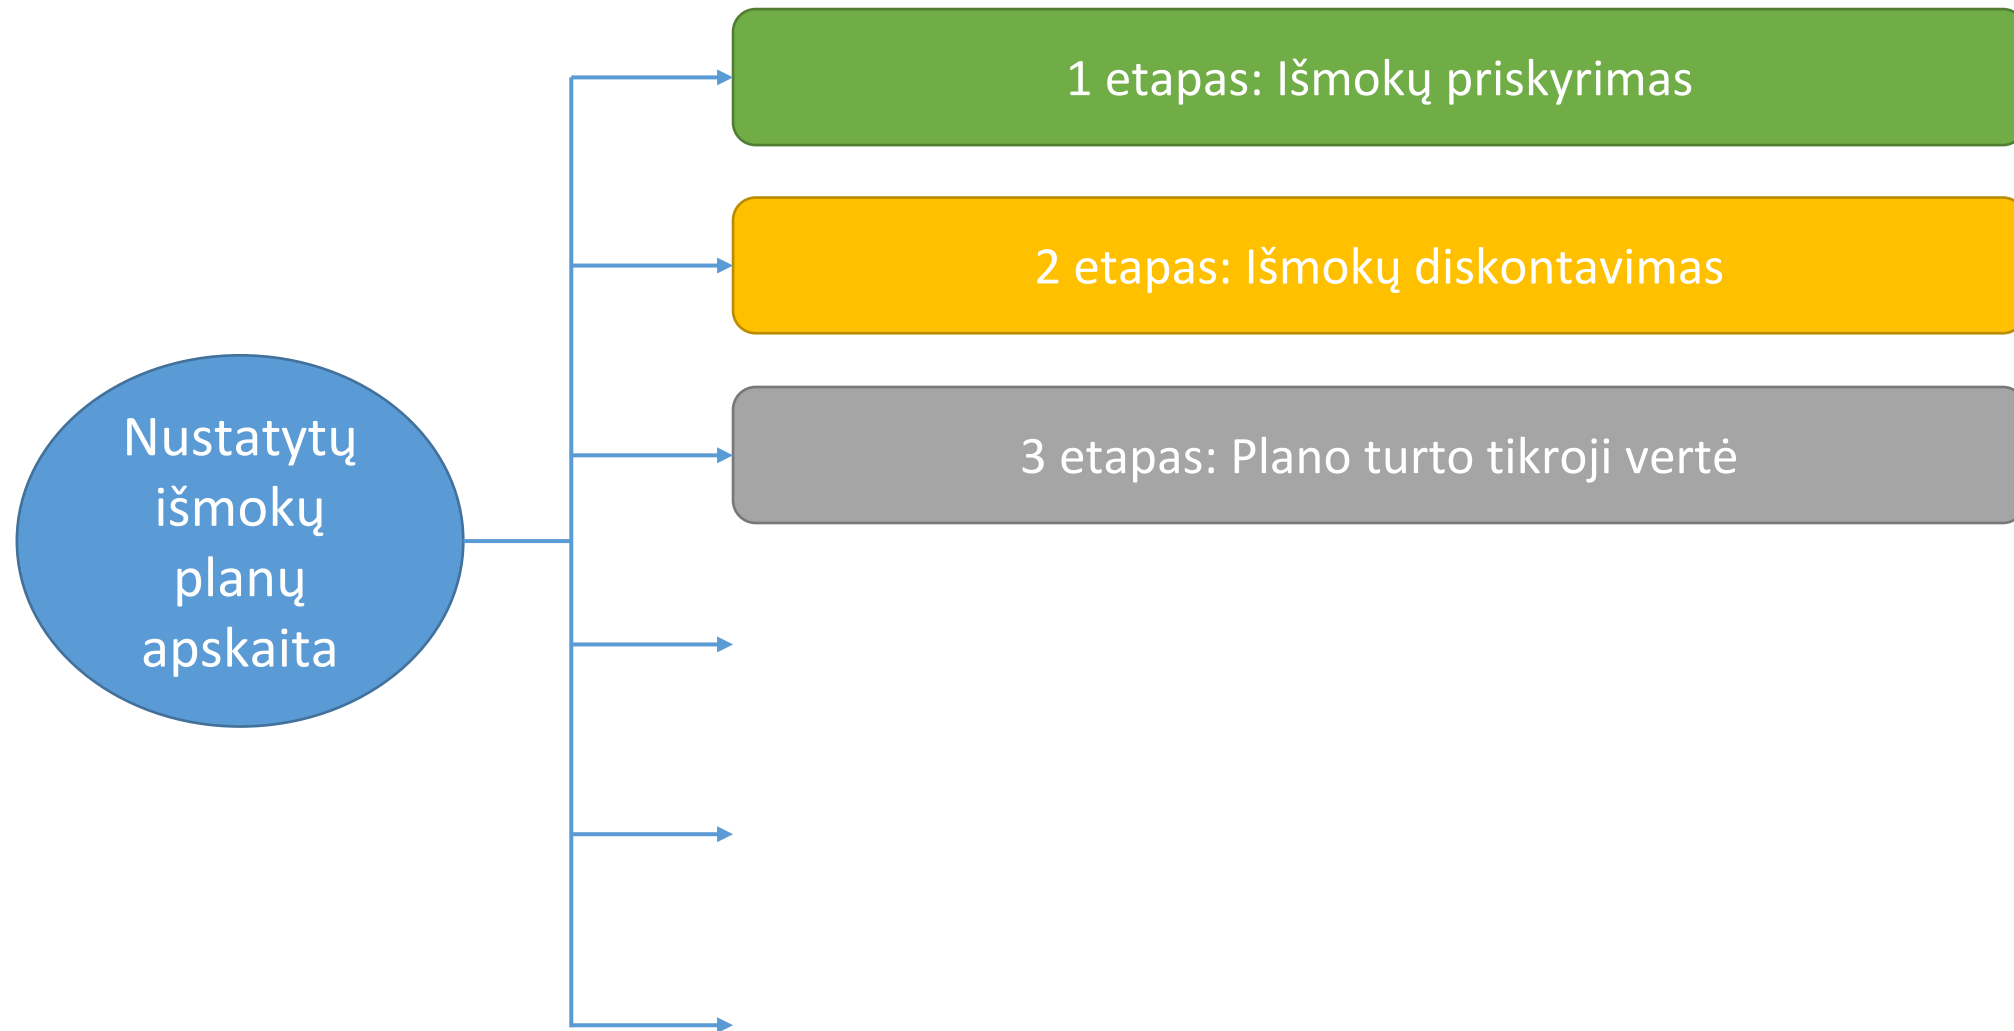 1 etapas: Išmokų priskyrimas
2 etapas: Išmokų diskontavimas
3 etapas: Plano turto tikroji vertė
Nustatytų
išmokų
planų
apskaita